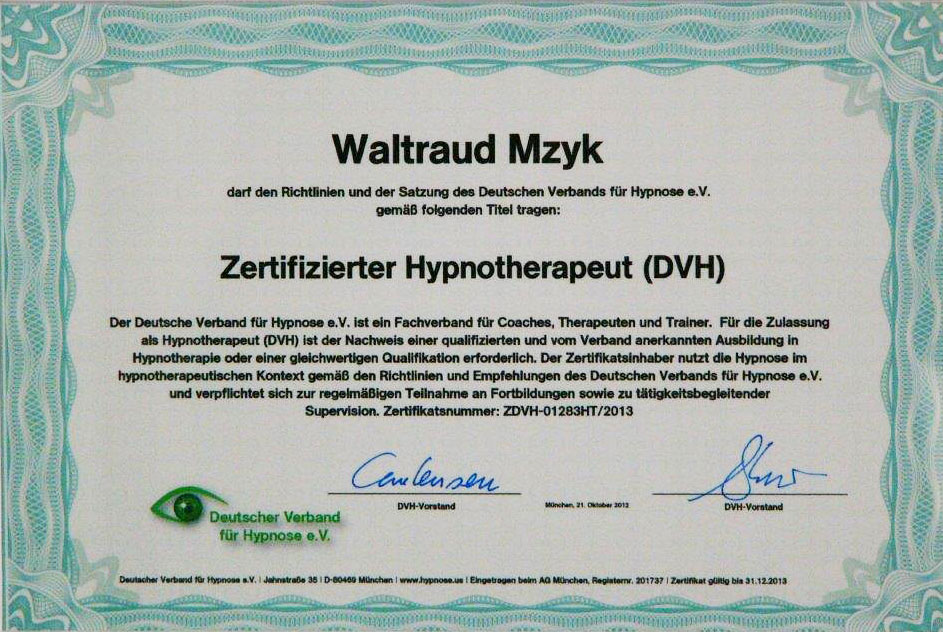 Waltraud Mzyk
darf den Richtlinien und der Satzung des Deutschen Verbands für Hypnose e.V.
gemäß folgenden Titel tragen:
Zertifizierter Hypnotherapeut (DVH)
Der Deutsche Verband für Hypnose e.V. ist ein Fachverband für Coaches, Therapeuten und Trainer. Für die Zulassung
als Hypnotherapeut (DVH) ist der Nachweis einer qualifizierten und vom Verband anerkannten Ausbildung in
Hypnotherapie oder einer gleichwertigen Qualifikation erforderlich. Der Zertifikatsinhaber nutzt die Hypnose im
hypnotherapeutischen Kontext gemäß den Richtlinien und Empfehlungen des Deutschen Verbands für Hypnose e.V.
und verpflichtet sich zur regelmäßigen Teilnahme an Fortbildungen sowie zu tätigkeitsbegleitender
Supervision. Zertifikatsnummer: ZDVH-01283HT/2013
DVH-Vorstand
München, 21. Oktober 2012
DVH-Vorstand
Deutscher Verband
für Hypnose e.V.
Deutscher Verband für Hypnose e.V. | Jahnstraße 35 | D-80469 München | www.hypnose.us | Eingetragen beim AG München, Registernr. 201737 | Zertifikat gültig bis 31.12.2013